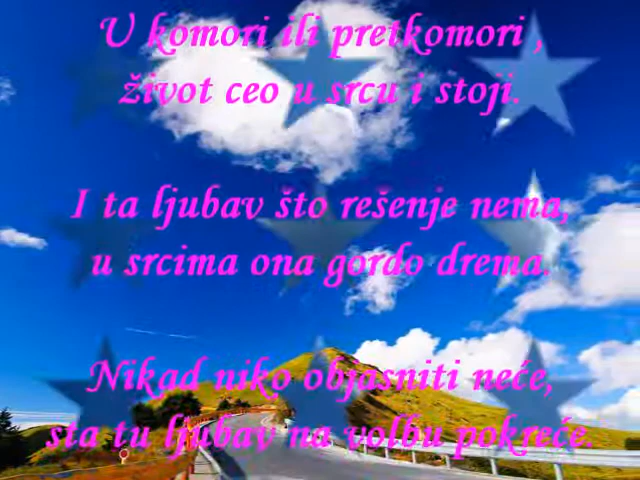 U komori ili pretkomori ,
život ceo u srcu i stoji.
I ta ljubav što rešenje nema,
u srcima ona gordo drema.
Nikad niko objasniti neće,
sta tu ljubav na volbu pokreće.